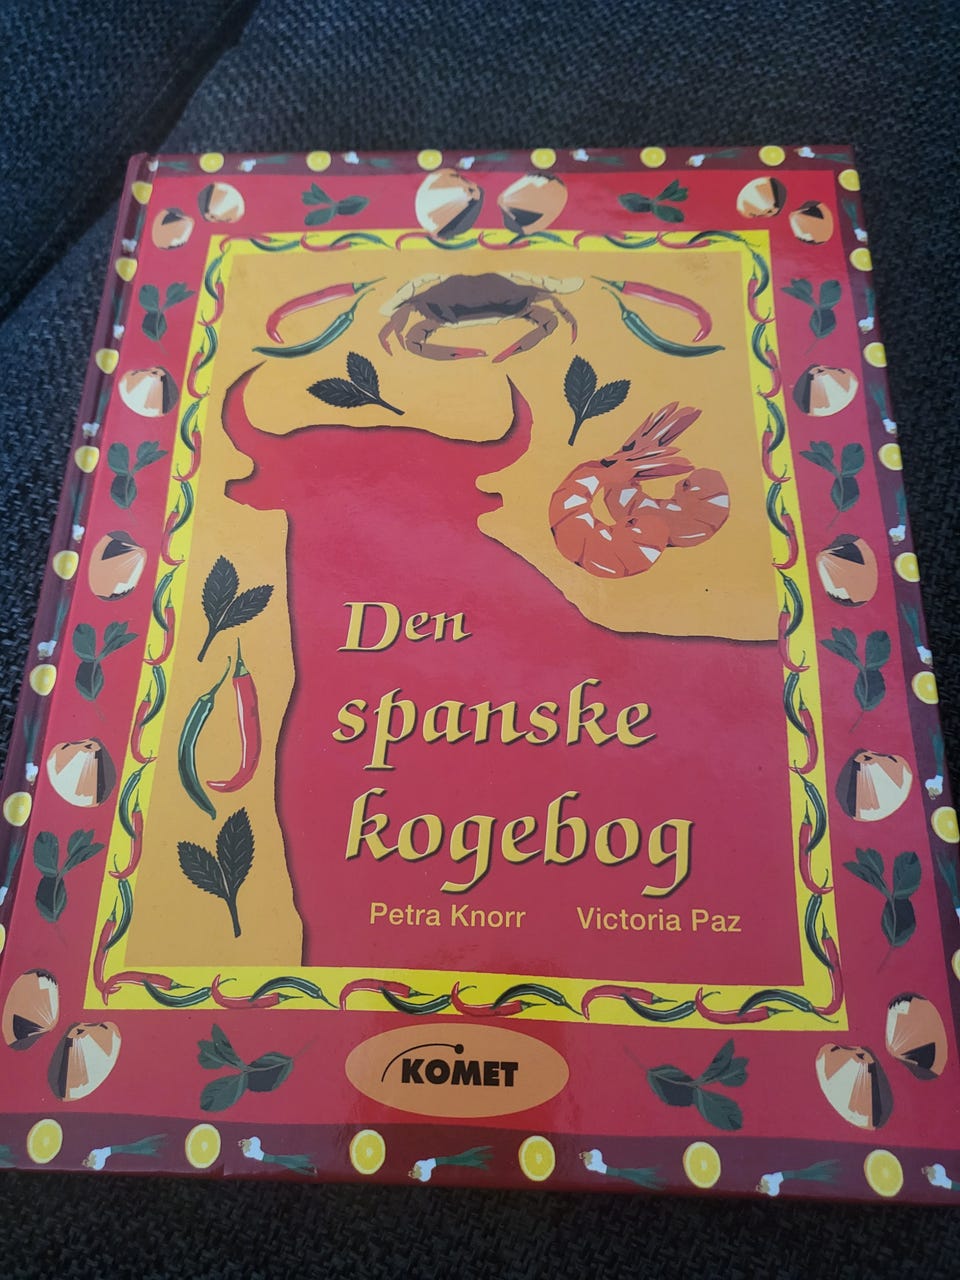 Den
spanske
kogebog
Petra Knorr Victoria Paz
KOMET